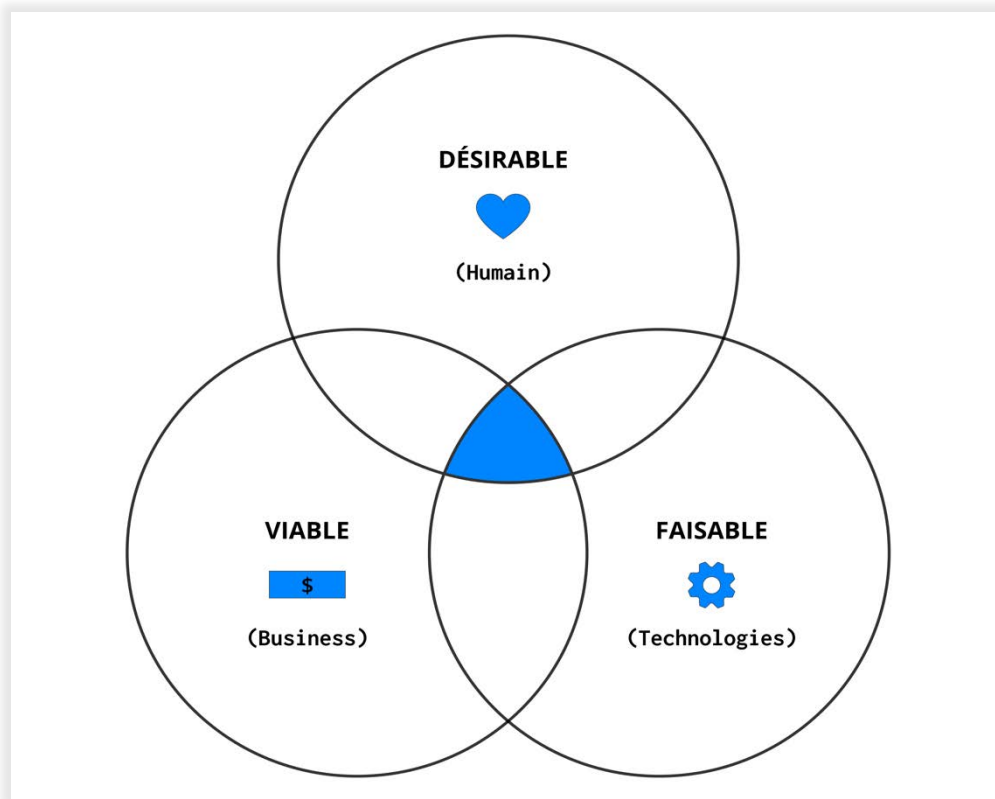 DÉSIRABLE
(Humain)
VIABLE
$
(Business)
FAISABLE
(Technologies)